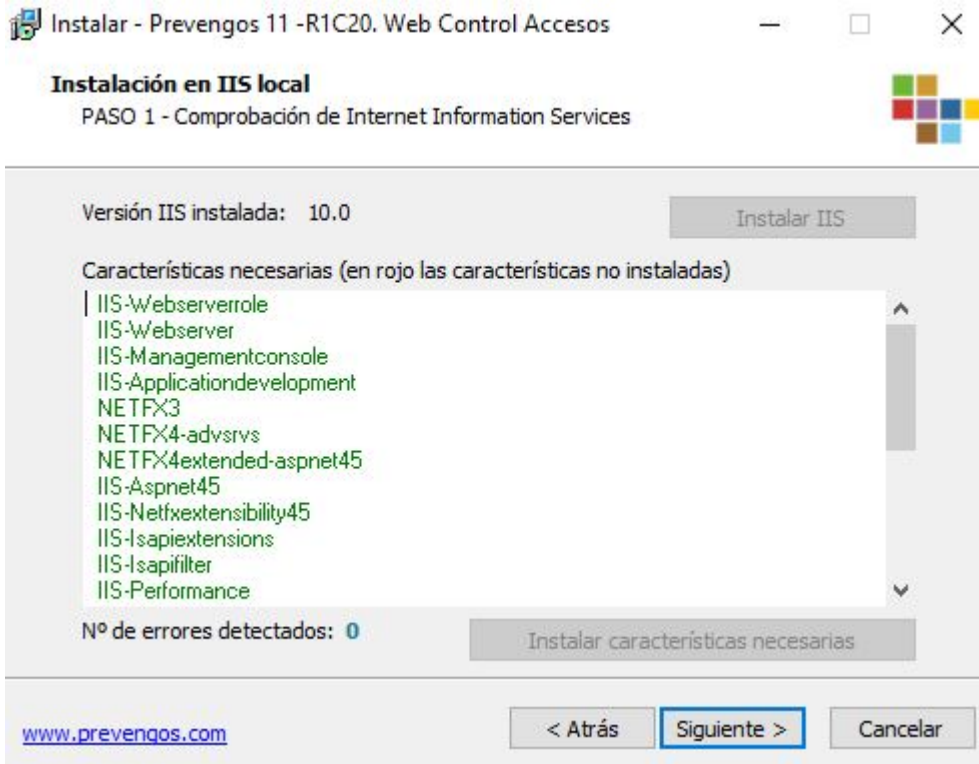 Instalar - Prevengos 11 -R1C20. Web Control Accesos
Instalación en IIS local
PASO 1 - Comprobación de Internet Information Services
Versión IIS instalada: 10.0
Instalar IIS
Características necesarias (en rojo las características no instaladas)
IIS-Webserverrole
IIS-Webserver
IIS-Managementconsole
IIS-Applicationdevelopment
NETFX3
NETFX4-advsrvs
NETFX4extended-aspnet45
IIS-Aspnet45
IIS-Netfxextensibility45
IIS-Isapiextensions
IIS-Isapifilter
IIS-Performance
Nº de errores detectados: 0
Instalar características necesarias
www.prevengos.com
< Atrás
Siguiente >
Cancelar